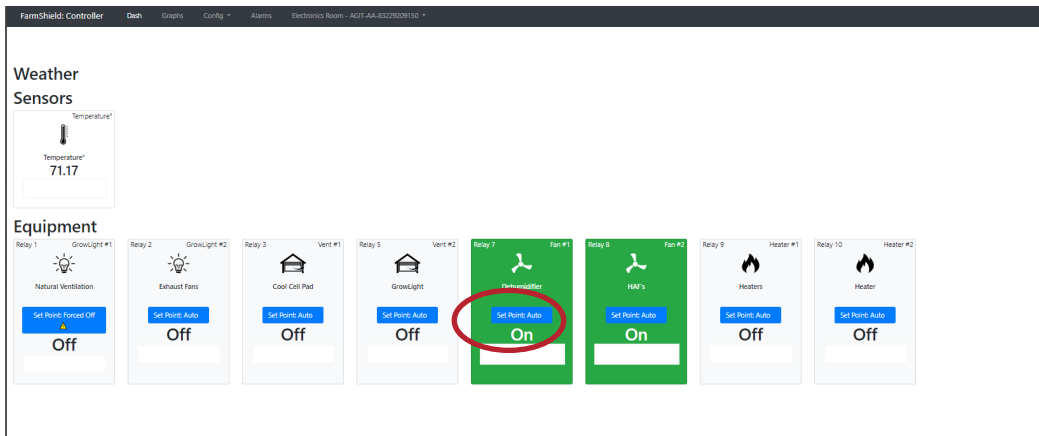 FarmShield: Controller Dash Graphs Config Alarms Electronics Room - AGIT-AA-83229209150
Weather
Sensors
Temperature°
Temperature°
71.17
Equipment
Relay 1 GrowLight #1
Natural Ventilation
Set Point: Forced Off
Off
Relay 2 GrowLight #2
Exhaust Fans
Set Point: Auto
Off
Relay 3 Vent #1
Cool Cell Pad
Set Point: Auto
Off
Relay 5 Vent #2
GrowLight
Set Point: Auto
Off
Relay 7 Fan #1
Dehumidifier
Set Point: Auto
On
Relay 8 Fan #2
HAF's
Set Point: Auto
On
Relay 9 Heater #1
Heaters
Set Point: Auto
Off
Relay 10 Heater #2
Heater
Set Point: Auto
Off